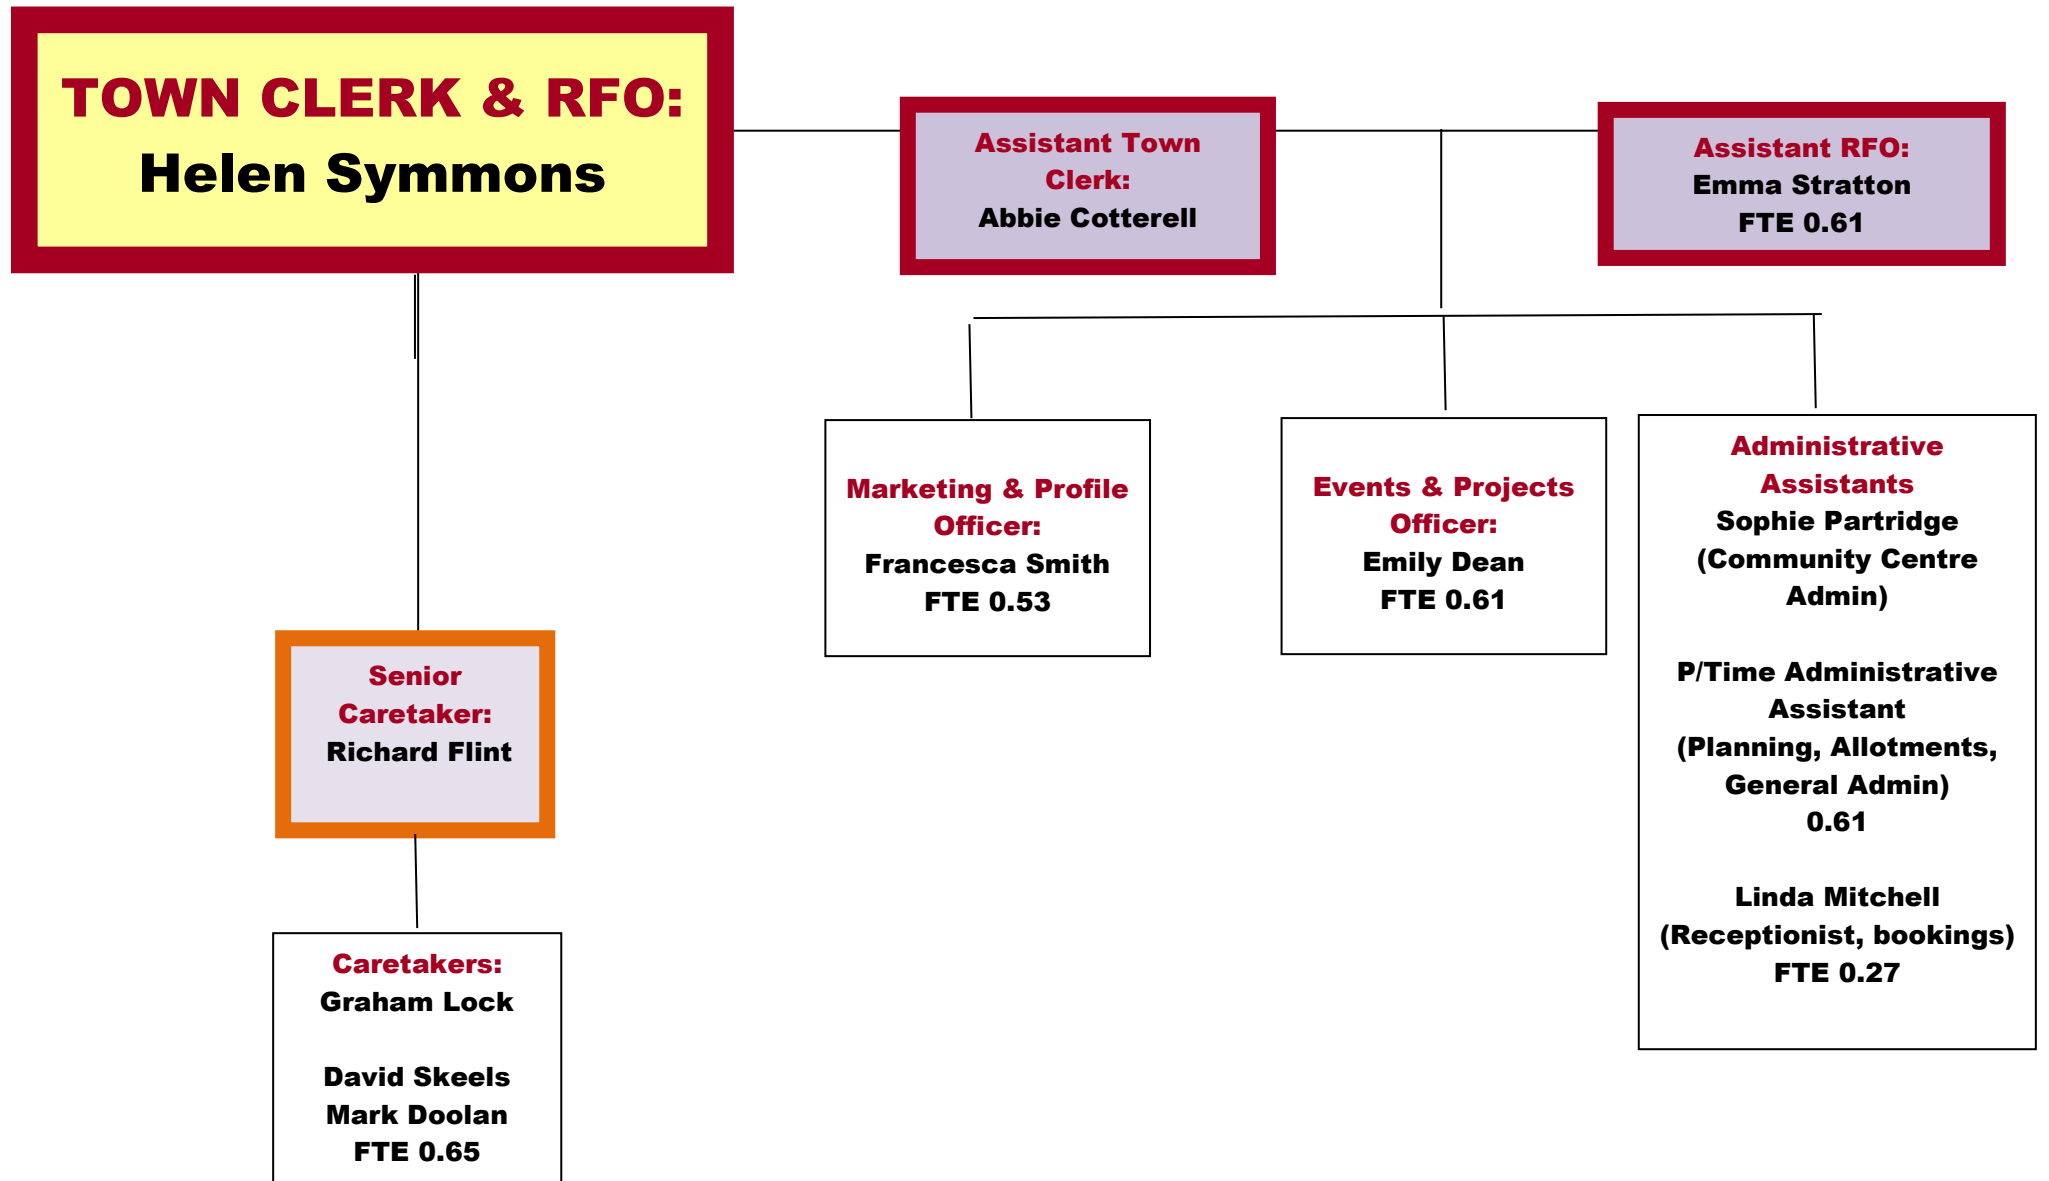 TOWN CLERK & RFO:
Helen Symmons
Assistant Town
Clerk:
Abbie Cotterell
Assistant RFO:
Emma Stratton
FTE 0.61
Marketing & Profile
Officer:
Francesca Smith
FTE 0.53
Events & Projects
Officer:
Emily Dean
FTE 0.61
Administrative
Assistants
Sophie Partridge
(Community Centre
Admin)
P/Time Administrative
Assistant
(Planning, Allotments,
General Admin)
0.61
Linda Mitchell
(Receptionist, bookings)
FTE 0.27
Senior
Caretaker:
Richard Flint
Caretakers:
Graham Lock
David Skeels
Mark Doolan
FTE 0.65